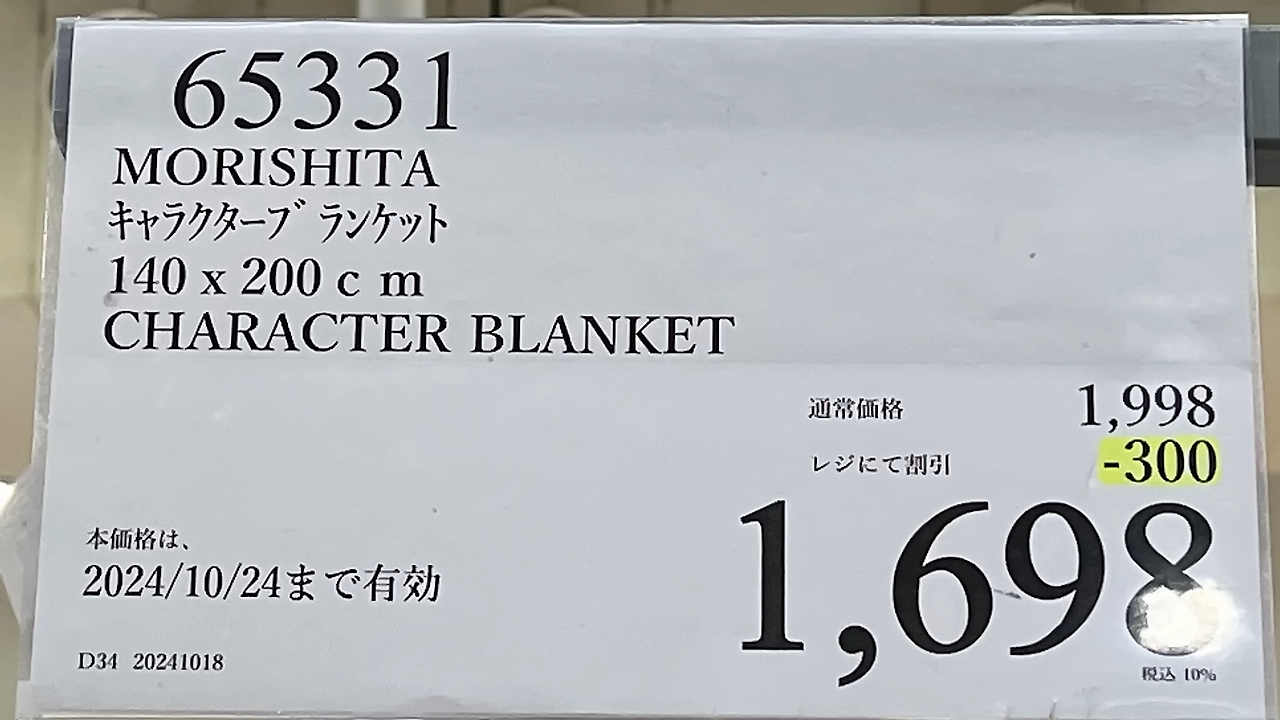 65331
MORISHITA
キャラクターブランケット
140 x 200 c m
CHARACTER BLANKET
通常価格 1,998
レジにて割引 -300
1,698
本価格は、
2024/10/24まで有効
D34 20241018
税込 10%